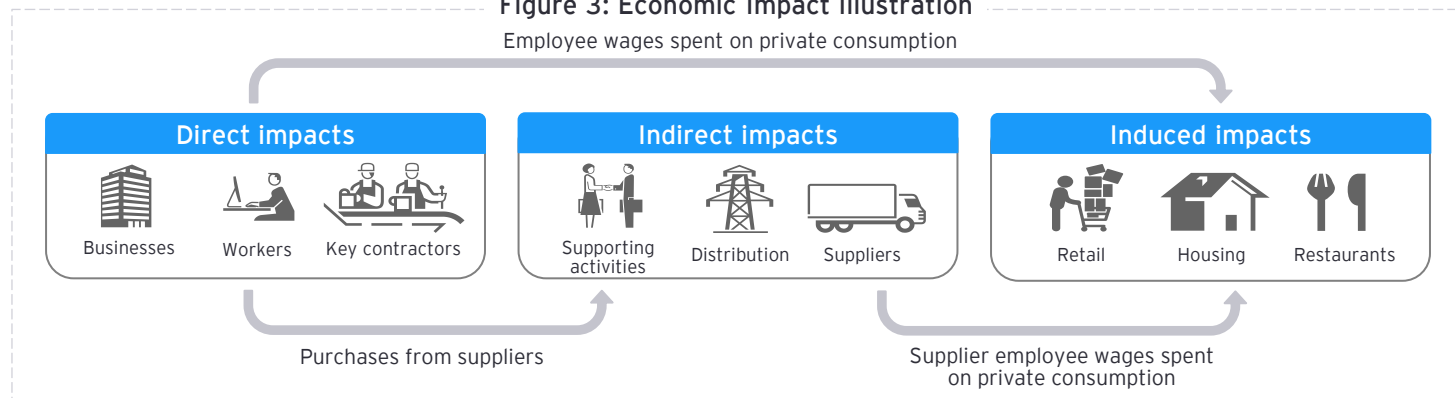 Figure 3: Economic Impact Illustration
Employee wages spent on private consumption
Direct impacts
Businesses
Workers
Key contractors
Indirect impacts
Supporting
activities
Distribution
Suppliers
Induced impacts
Retail
Housing
Restaurants
Purchases from suppliers
Supplier employee wages spent
on private consumption